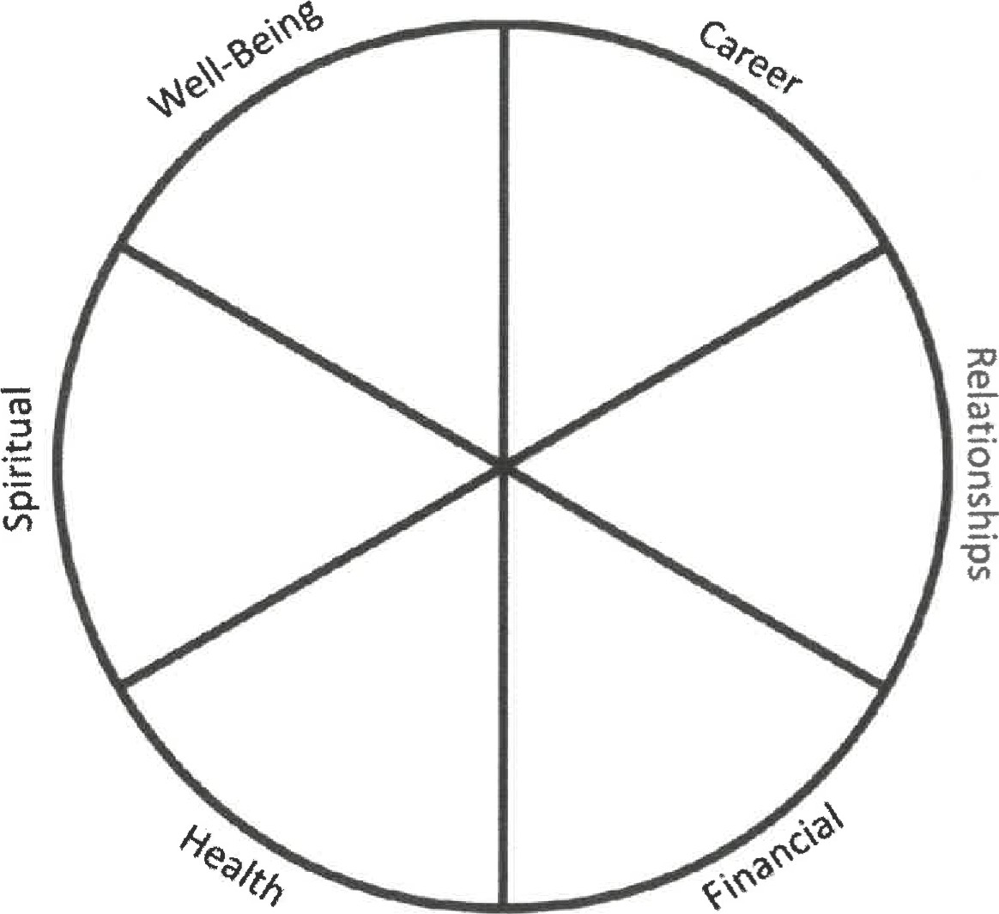 Well-Being
Career
Relationships
Financial
Health
Spiritual